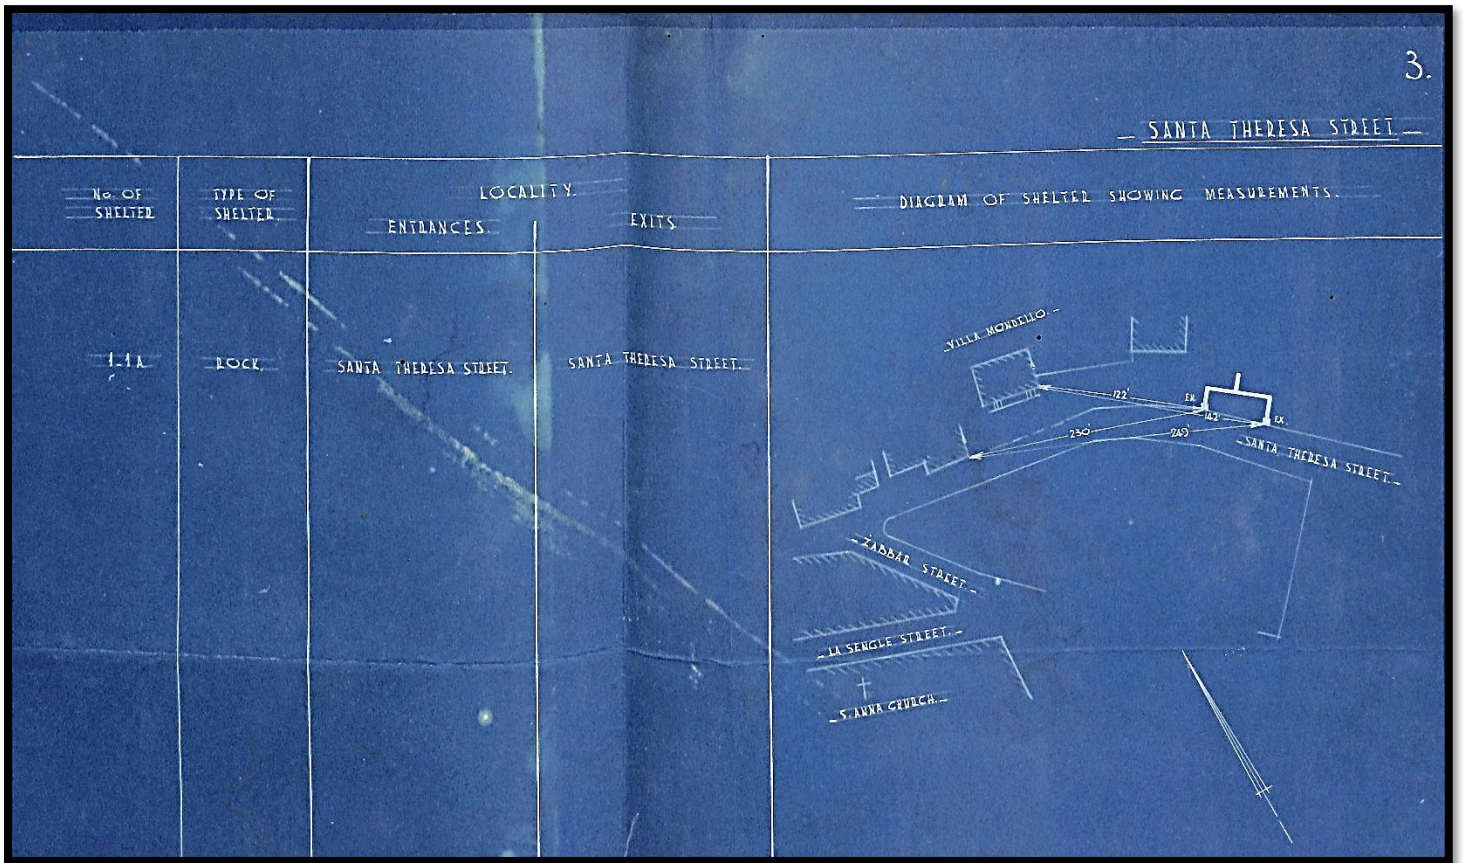 3.
SANTA THERESA STREET
No. OF
SHELTER
TYPE OF
SHELTER
LOCALITY.
ENTRANCES.
EXITS
DIAGRAM OF SHELTER SHOWING MEASUREMENTS.
1-1A
ROCK
SANTA THERESA STREET.
SANTA THERESA STREET.
VILLA MONDELLO.
122'
EN.
142'
EX.
230'
249'
SANTA THERESA STREET.
ZABBAR STREET.
LA SENGLE STREET.
S. ANNA CHURCH.